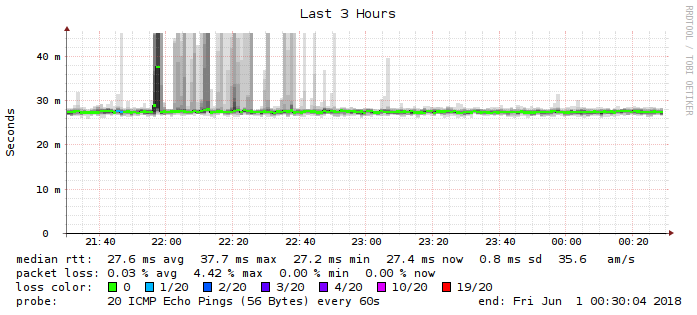 Last 3 Hours
RRDTOOL / TOBI OETIKER
Seconds
40 m
30 m
20 m
10 m
0
21:40 22:00 22:20 22:40 23:00 23:20 23:40 00:00 00:20
median rtt: 27.6 ms avg 37.7 ms max 27.2 ms min 27.4 ms now 0.8 ms sd 35.6 am/s
packet loss: 0.03 % avg 4.42 % max 0.00 % min 0.00 % now
loss color: 0 1/20 2/20 3/20 4/20 10/20 19/20
probe: 20 ICMP Echo Pings (56 Bytes) every 60s end: Fri Jun 1 00:30:04 2018